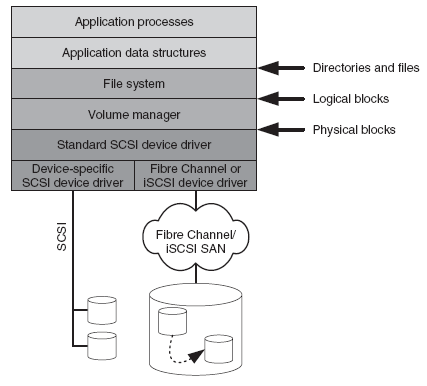 Application processes
Application data structures
Directories and files
File system
Logical blocks
Volume manager
Physical blocks
Standard SCSI device driver
Device-specific
SCSI device driver
Fibre Channel or
iSCSI device driver
SCSI
Fibre Channel/
iSCSI SAN